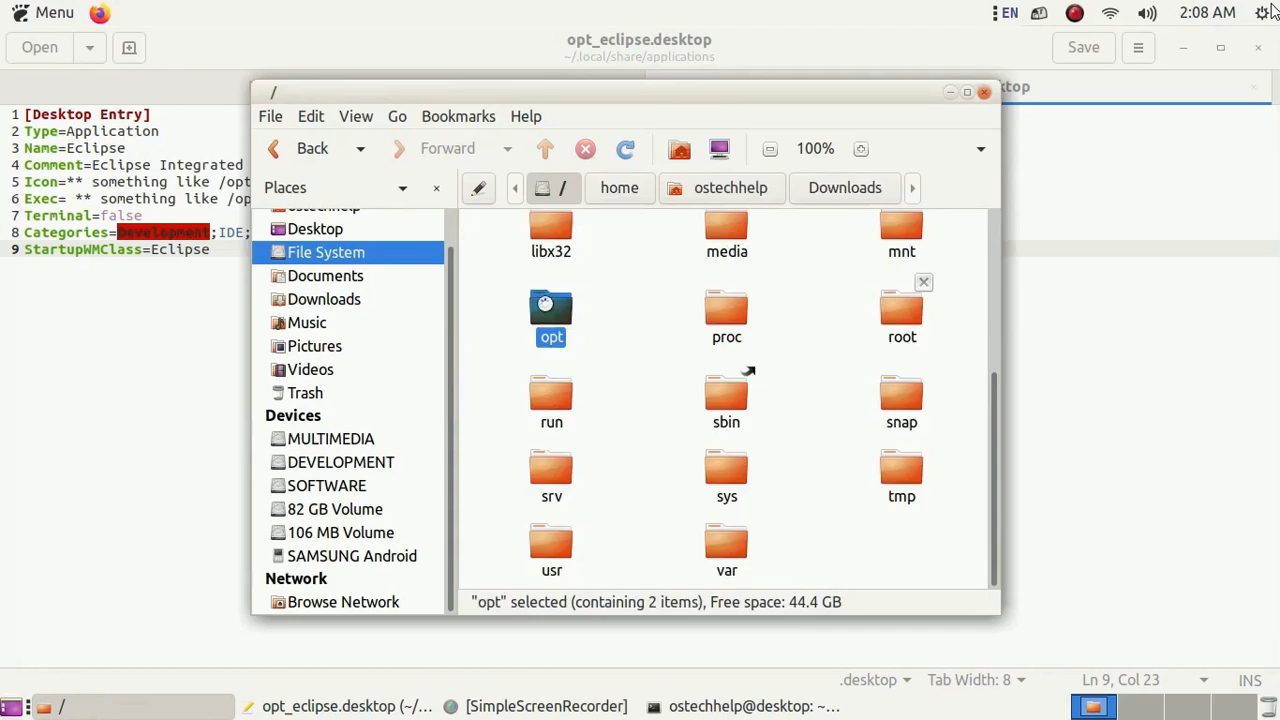 Menu
EN
2:08 AM
Open
opt_eclipse.desktop
~/.local/share/applications
Save
ktop
1 [Desktop Entry]
2 Type=Application
3 Name=Eclipse
4 Comment=Eclipse Integrated
5 Icon=** something like /opt
6 Exec= ** something like /op
7 Terminal=false
8 Categories=Development;IDE;
9 StartupWMClass=Eclipse
/
File Edit View Go Bookmarks Help
Back
Forward
100%
Places
/
home
ostechhelp
Downloads
ostechhelp
Desktop
File System
Documents
Downloads
Music
Pictures
Videos
Trash
Devices
MULTIMEDIA
DEVELOPMENT
SOFTWARE
82 GB Volume
106 MB Volume
SAMSUNG Android
Network
Browse Network
libx32
media
mnt
opt
proc
root
run
sbin
snap
srv
sys
tmp
usr
var
"opt" selected (containing 2 items), Free space: 44.4 GB
.desktop
Tab Width: 8
Ln 9, Col 23
INS
/
opt_eclipse.desktop (~/...
[SimpleScreenRecorder]
ostechhelp@desktop: ~...